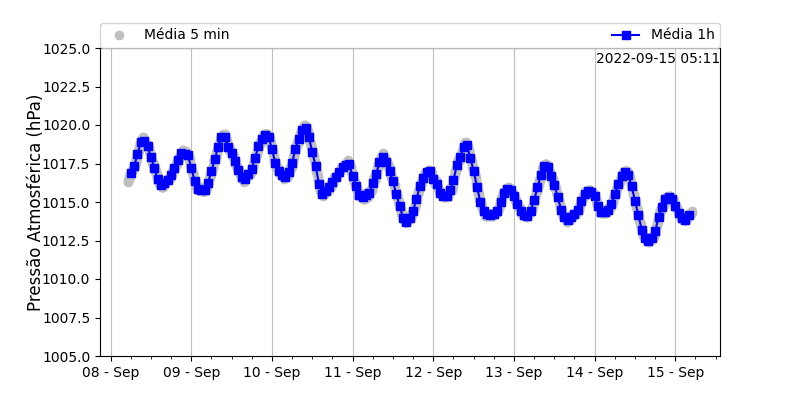 Média 5 min
Média 1h
2022-09-15 05:11
Pressão Atmosférica (hPa)
1025.0
1022.5
1020.0
1017.5
1015.0
1012.5
1010.0
1007.5
1005.0
08 - Sep
09 - Sep
10 - Sep
11 - Sep
12 - Sep
13 - Sep
14 - Sep
15 - Sep